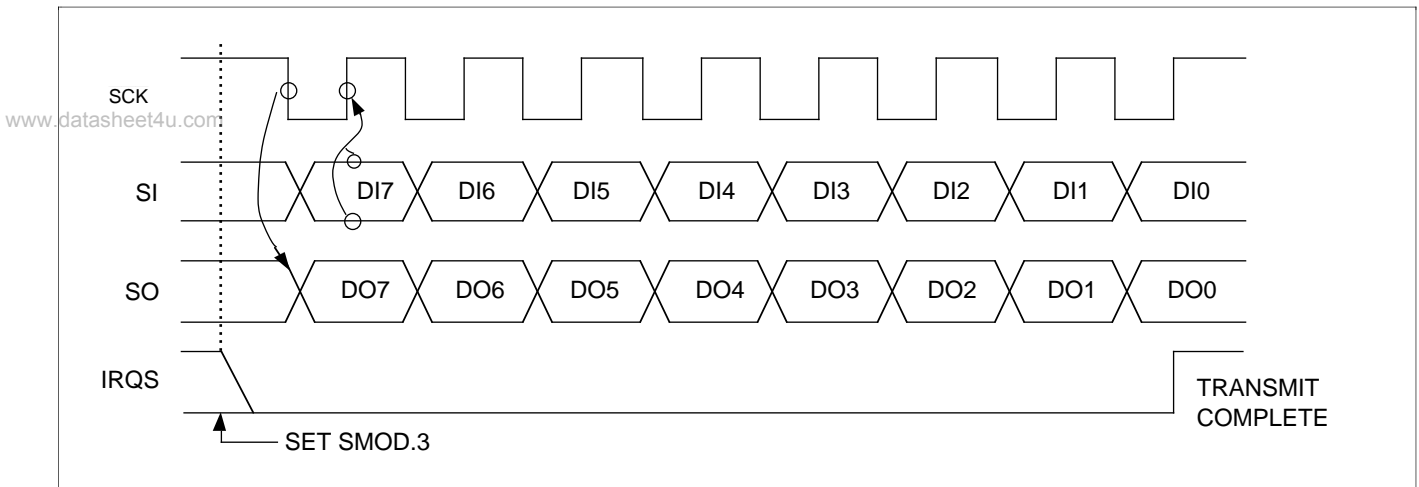 SCK
www.datasheet4u.com
SI DI7 DI6 DI5 DI4 DI3 DI2 DI1 DI0
SO DO7 DO6 DO5 DO4 DO3 DO2 DO1 DO0
IRQS
TRANSMIT
COMPLETE
SET SMOD.3